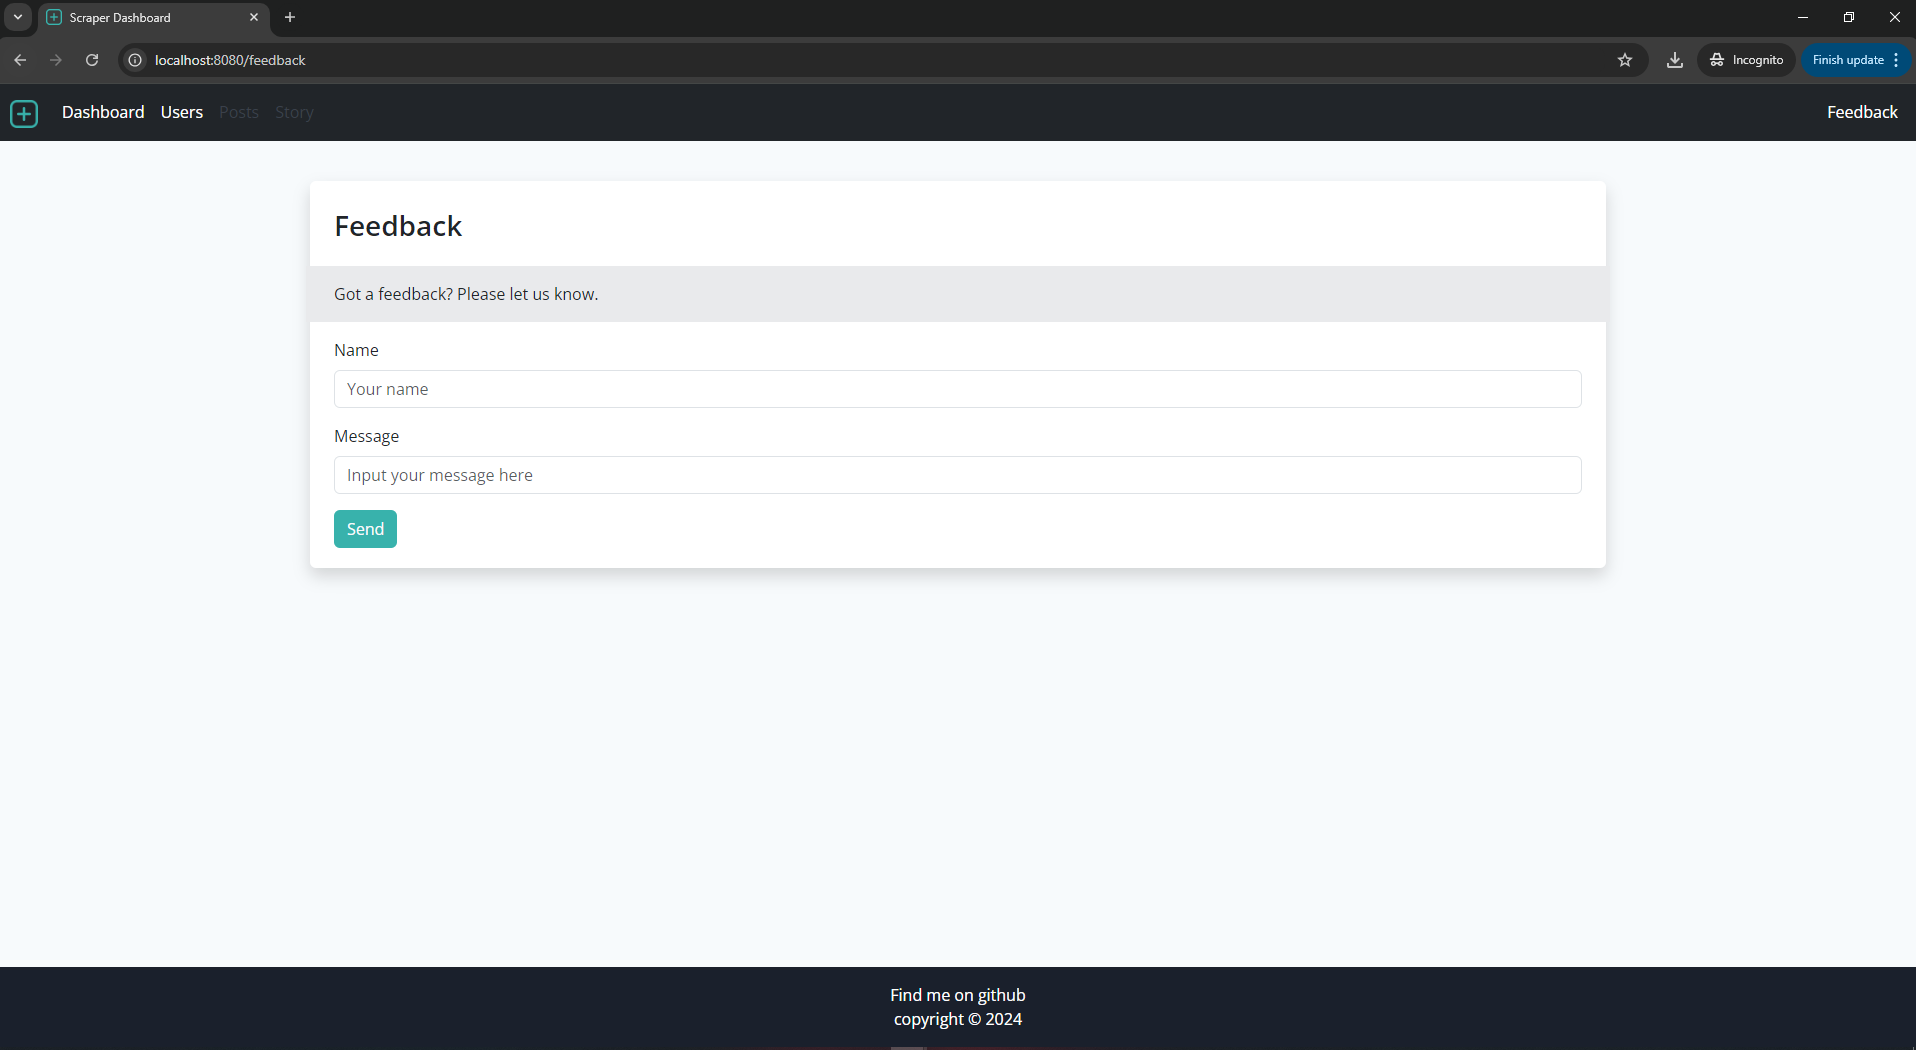 Scraper Dashboard
localhost:8080/feedback
Incognito
Finish update
Dashboard Users Posts Story
Feedback
Feedback
Got a feedback? Please let us know.
Name
Your name
Message
Input your message here
Send
Find me on github
copyright © 2024